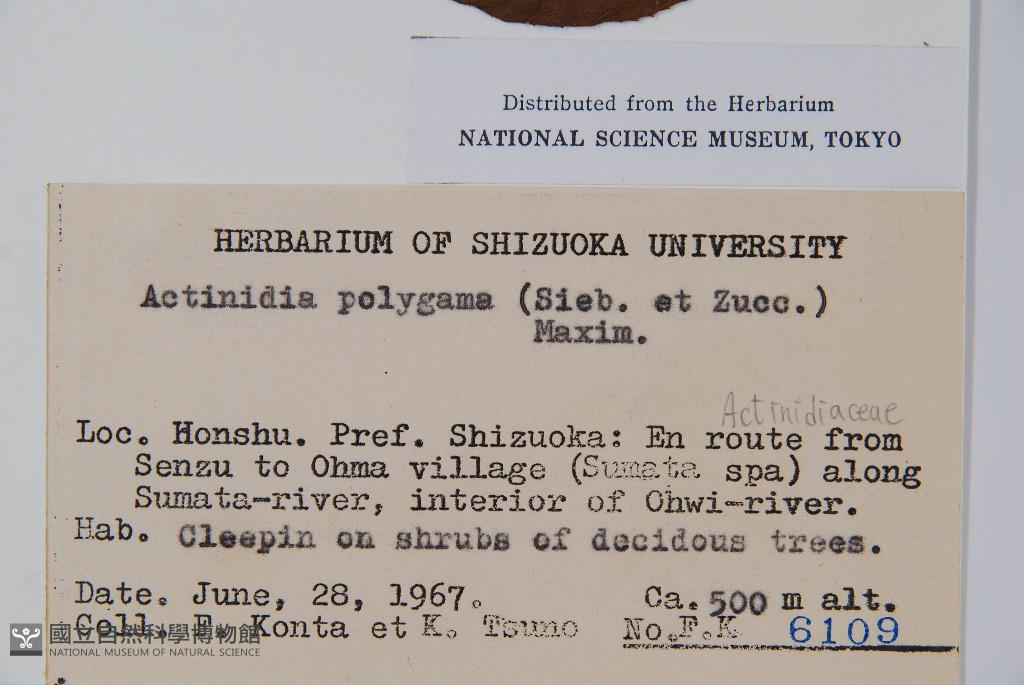 Distributed from the Herbarium
NATIONAL SCIENCE MUSEUM, TOKYO
HERBARIUM OF SHIZUOKA UNIVERSITY
Actinidia polygama (Sieb. et Zucc.)
Maxim.
Actinidiaceae
Loc. Honshu. Pref. Shizuoka: En route from
Senzu to Ohma village (Sumata spa) along
Sumata-river, interior of Ohwi-river.
Hab. Cleepin on shrubs of decidous trees.
Date. June, 28, 1967. Ca. 500 m alt.
Coll. F. Konta et K. Tsuno No.F.K 6109
國立自然科學博物館
NATIONAL MUSEUM OF NATURAL SCIENCE